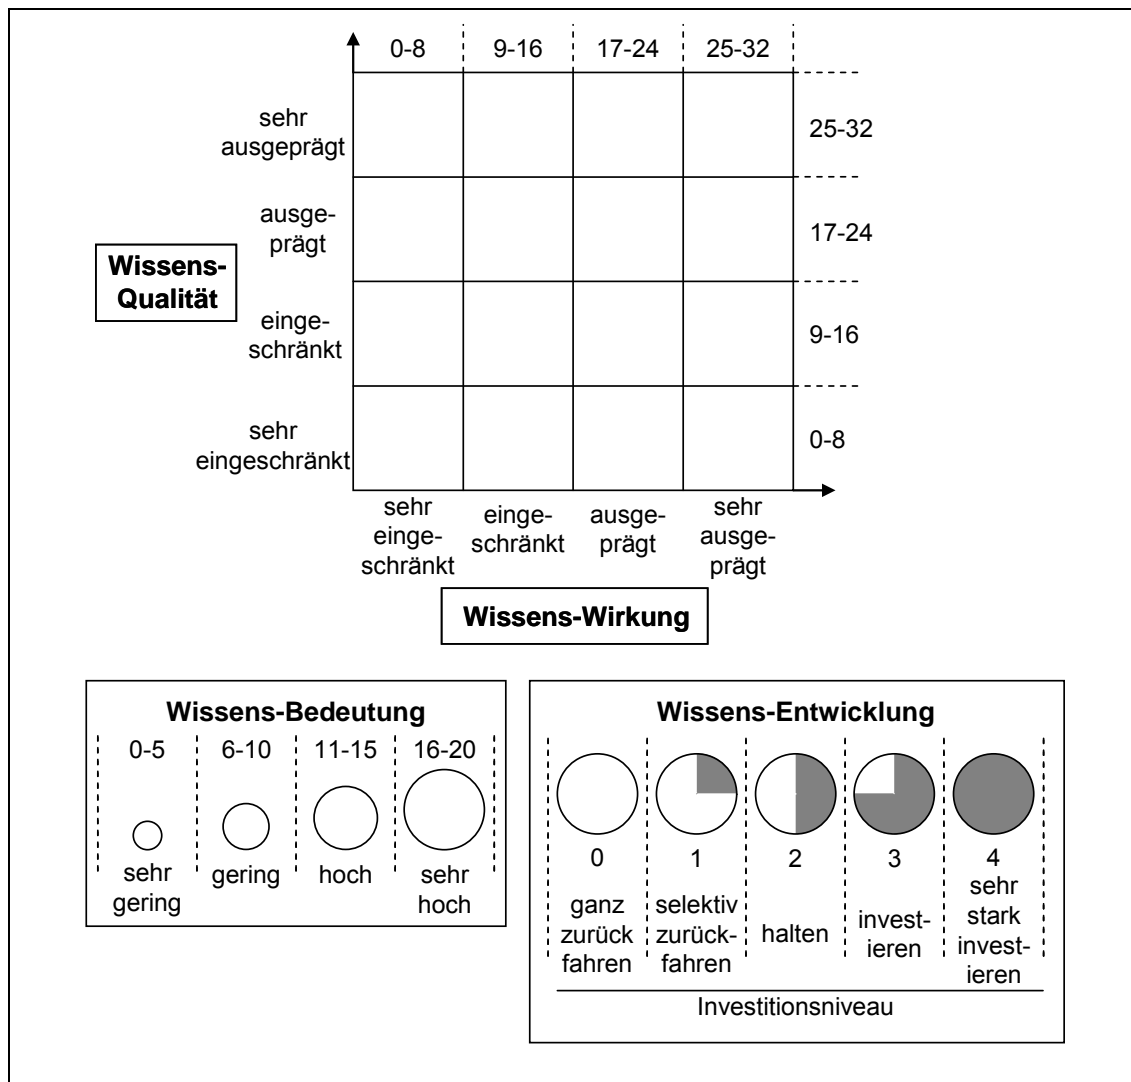 0-8 9-16 17-24 25-32
sehr
ausgeprägt
25-32
ausge-
prägt
17-24
Wissens-
Qualität
einge-
schränkt
9-16
sehr
eingeschränkt
0-8
sehr
einge-
schränkt
einge-
schränkt
ausge-
prägt
sehr
ausge-
prägt
Wissens-Wirkung
Wissens-Bedeutung
0-5 6-10 11-15 16-20
sehr
gering
gering
hoch
sehr
hoch
Wissens-Entwicklung
0 1 2 3 4
ganz
zurück
fahren
selektiv
zurück-
fahren
halten
invest-
ieren
sehr
stark
invest-
ieren
Investitionsniveau